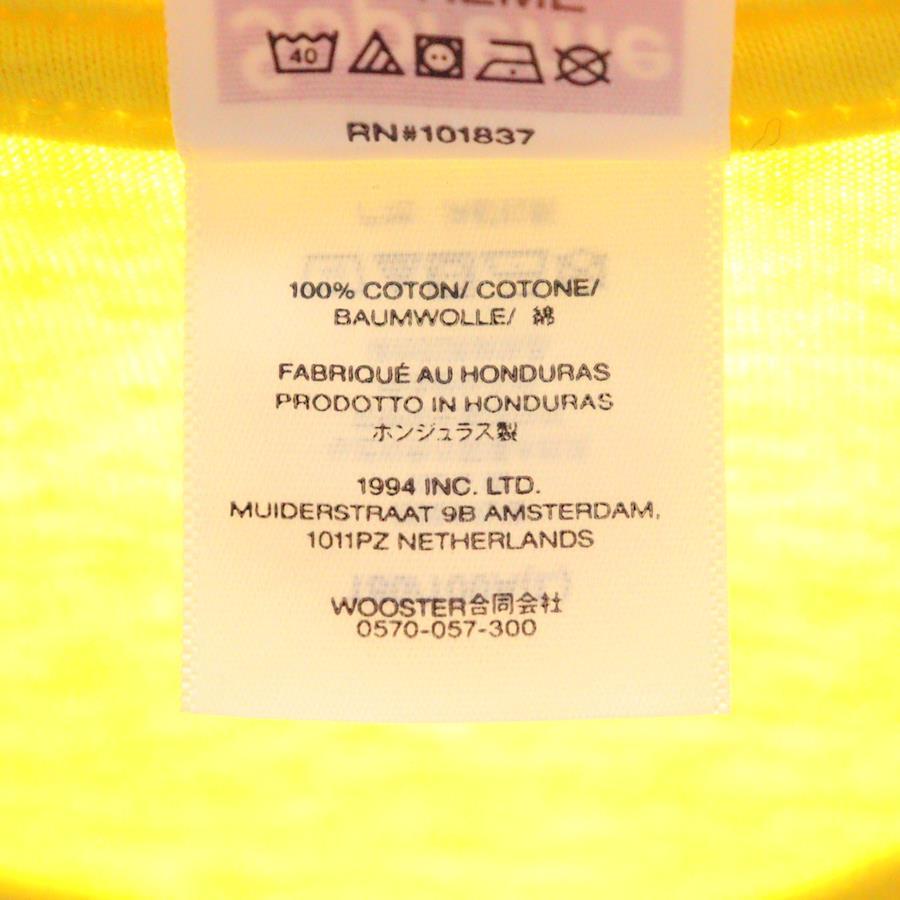 40
RN#101837
100% COTON/ COTONE/
BAUMWOLLE/ 綿
FABRIQUÉ AU HONDURAS
PRODOTTO IN HONDURAS
ホンジュラス製
1994 INC. LTD.
MUIDERSTRAAT 9B AMSTERDAM,
1011PZ NETHERLANDS
WOOSTER合同会社
0570-057-300